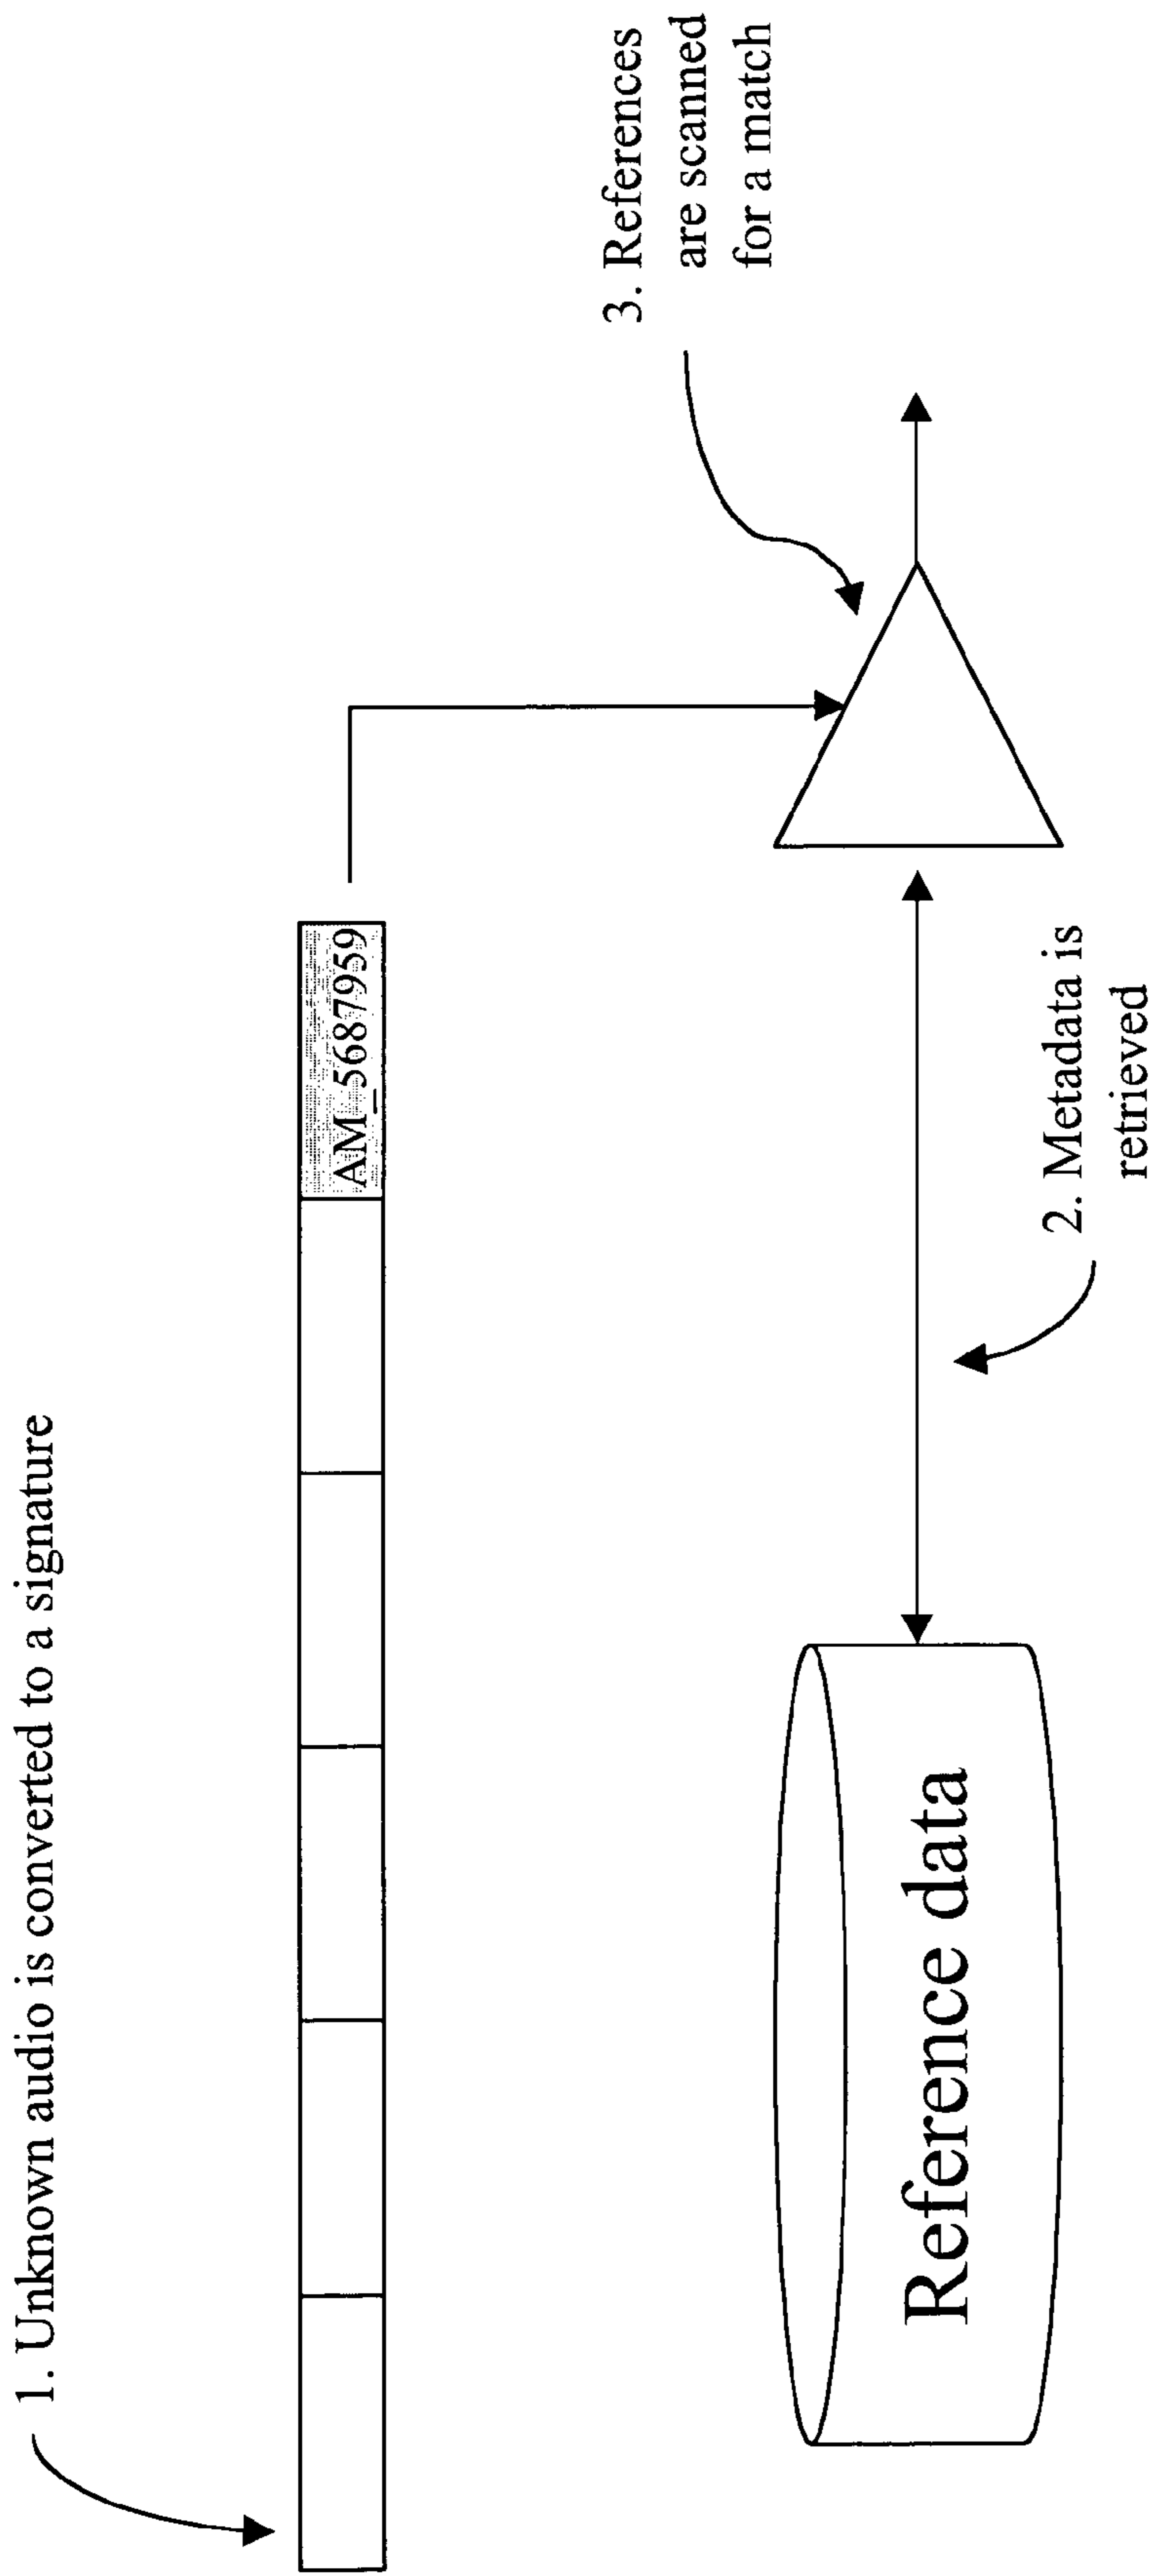 1. Unknown audio is converted to a signature
AM_5687959
3. References
are scanned
for a match
2. Metadata is
retrieved
Reference data